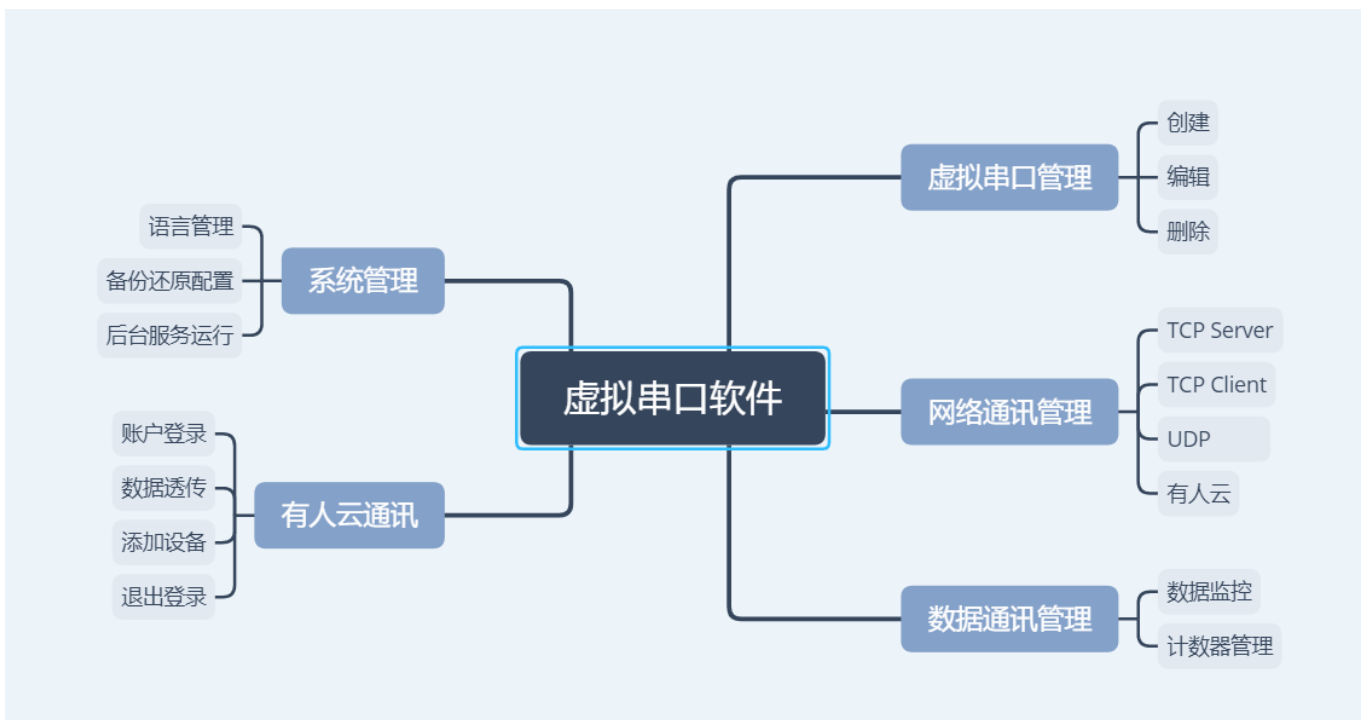 虚拟串口软件
虚拟串口管理
创建
编辑
删除
网络通讯管理
TCP Server
TCP Client
UDP
有人云
数据通讯管理
数据监控
计数器管理
系统管理
语言管理
备份还原配置
后台服务运行
有人云通讯
账户登录
数据透传
添加设备
退出登录